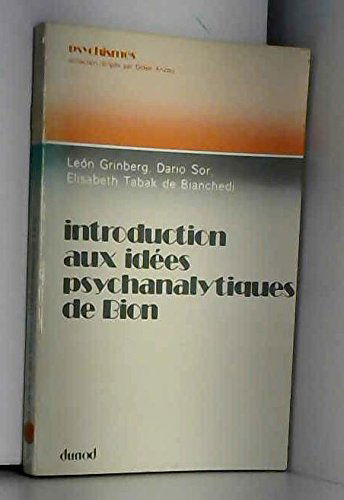 psychismes
collection dirigée par Didier Anzieu
León Grinberg, Dario Sor,
Elisabeth Tabak de Bianchedi
introduction
aux idées
psychanalytiques
de Bion
dunod